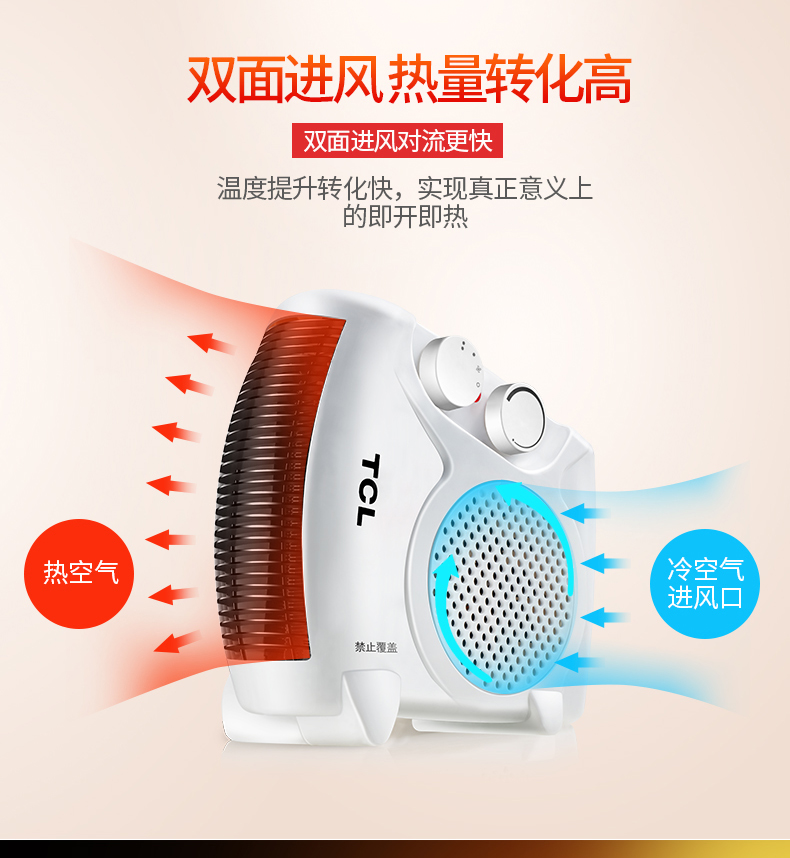 双面进风 热量转化高
双面进风对流更快
温度提升转化快，实现真正意义上
的即开即热
TCL
热空气
冷空气
进风口
禁止覆盖